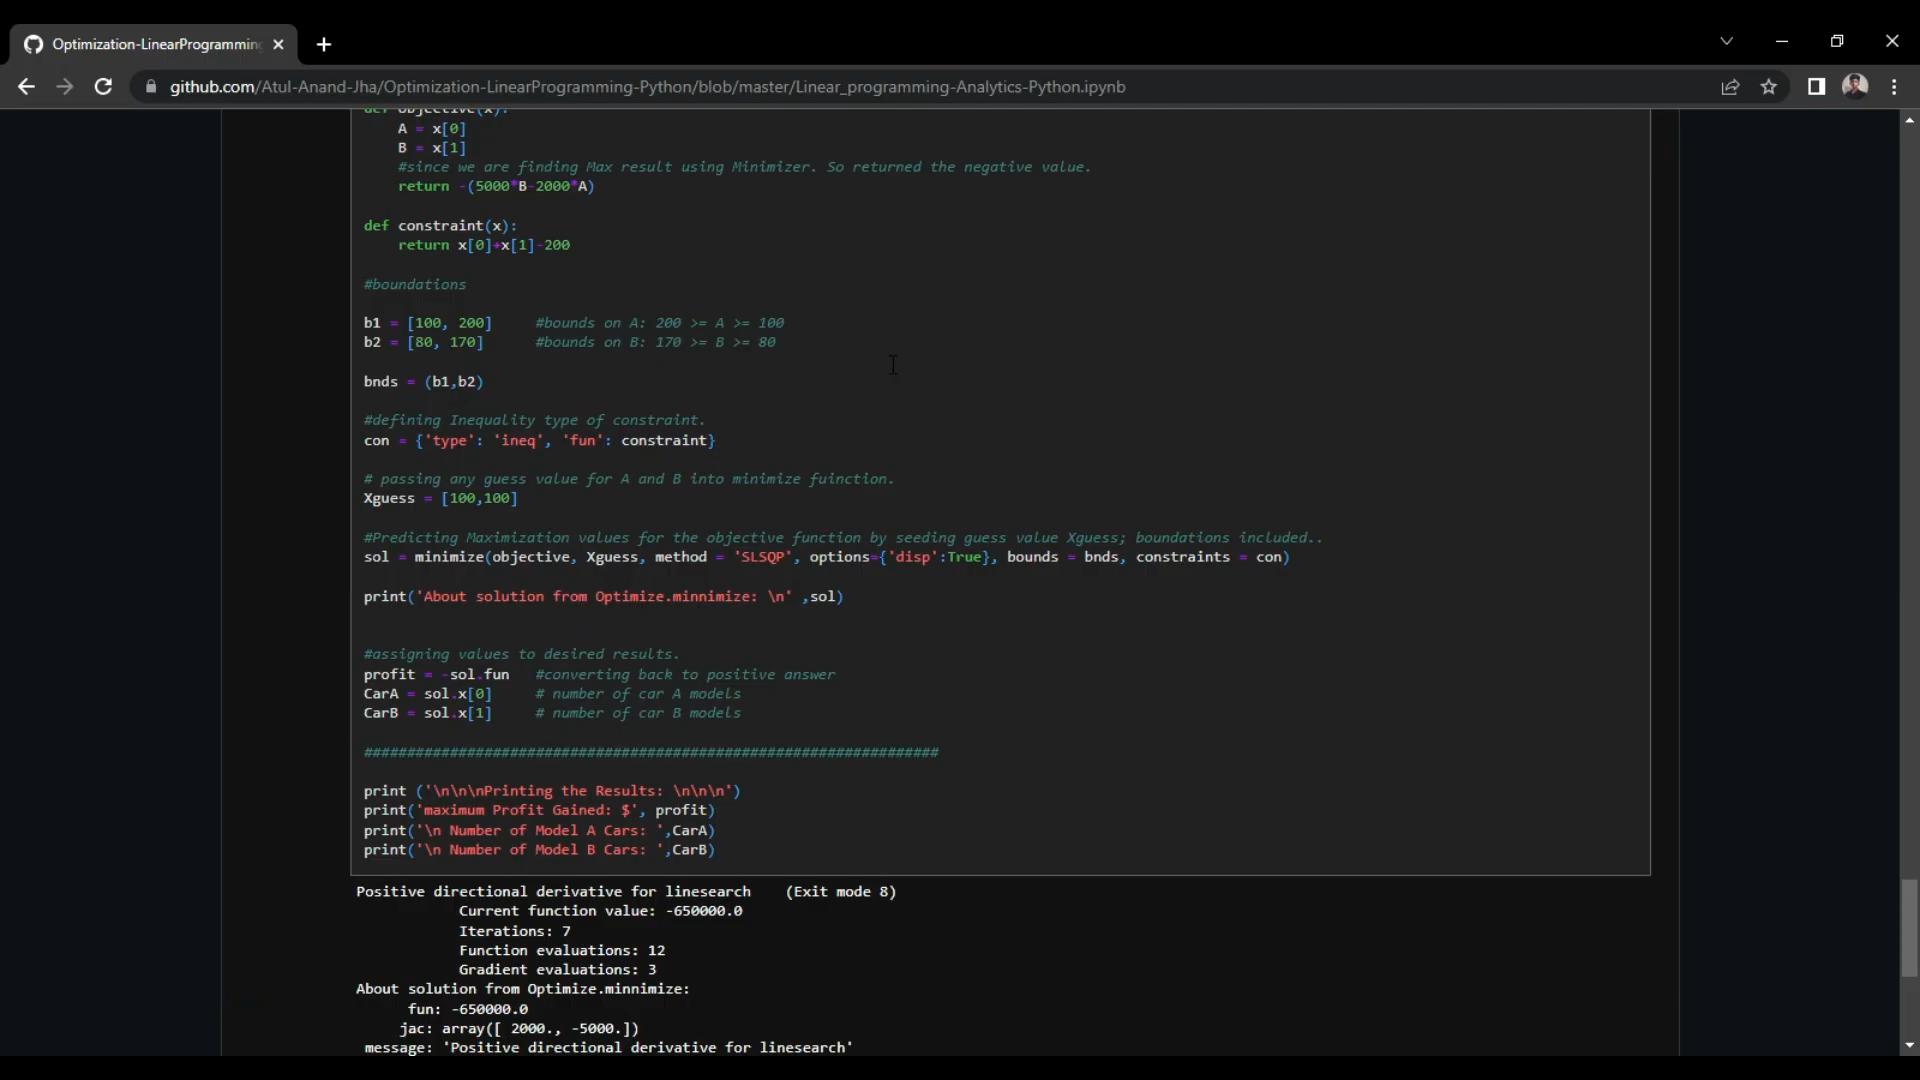 Optimization-LinearProgramming
github.com/Atul-Anand-Jha/Optimization-LinearProgramming-Python/blob/master/Linear_programming-Analytics-Python.ipynb
def objective(x):
A = x[0]
B = x[1]
#since we are finding Max result using Minimizer. So returned the negative value.
return -(5000*B-2000*A)
def constraint(x):
return x[0]+x[1]-200
#boundations
b1 = [100, 200] #bounds on A: 200 >= A >= 100
b2 = [80, 170] #bounds on B: 170 >= B >= 80
bnds = (b1,b2)
#defining Inequality type of constraint.
con = {'type': 'ineq', 'fun': constraint}
# passing any guess value for A and B into minimize fuinction.
Xguess = [100,100]
#Predicting Maximization values for the objective function by seeding guess value Xguess; boundations included..
sol = minimize(objective, Xguess, method = 'SLSQP', options={'disp':True}, bounds = bnds, constraints = con)
print('About solution from Optimize.minnimize: \n' ,sol)
#assigning values to desired results.
profit = -sol.fun #converting back to positive answer
CarA = sol.x[0] # number of car A models
CarB = sol.x[1] # number of car B models
###################################################################
print ('\n\n\nPrinting the Results: \n\n\n')
print('maximum Profit Gained: $', profit)
print('\n Number of Model A Cars: ',CarA)
print('\n Number of Model B Cars: ',CarB)
Positive directional derivative for linesearch (Exit mode 8)
Current function value: -650000.0
Iterations: 7
Function evaluations: 12
Gradient evaluations: 3
About solution from Optimize.minnimize:
fun: -650000.0
jac: array([ 2000., -5000.])
message: 'Positive directional derivative for linesearch'